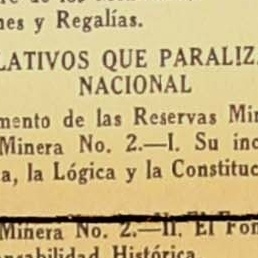 nes y Regalías.
LATIVOS QUE PARALIZA
NACIONAL
mento de las Reservas Min
Minera No. 2.—I. Su inc
a, la Lógica y la Constituc
Minera No. 2.—II. El Fon
nsabilidad Histórica